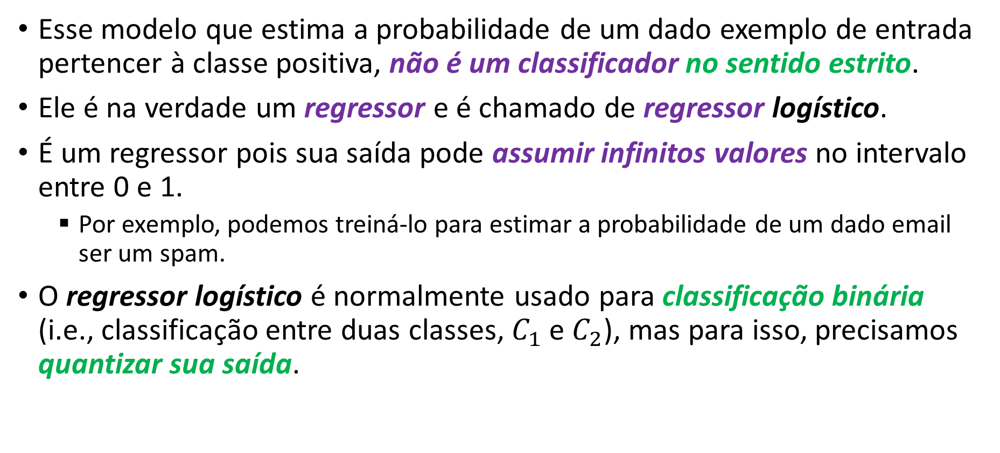 • Esse modelo que estima a probabilidade de um dado exemplo de entrada
pertencer à classe positiva, não é um classificador no sentido estrito.
• Ele é na verdade um regressor e é chamado de regressor logístico.
• É um regressor pois sua saída pode assumir infinitos valores no intervalo
entre 0 e 1.
▪ Por exemplo, podemos treiná-lo para estimar a probabilidade de um dado email
ser um spam.
• O regressor logístico é normalmente usado para classificação binária
(i.e., classificação entre duas classes, C₁ e C₂), mas para isso, precisamos
quantizar sua saída.